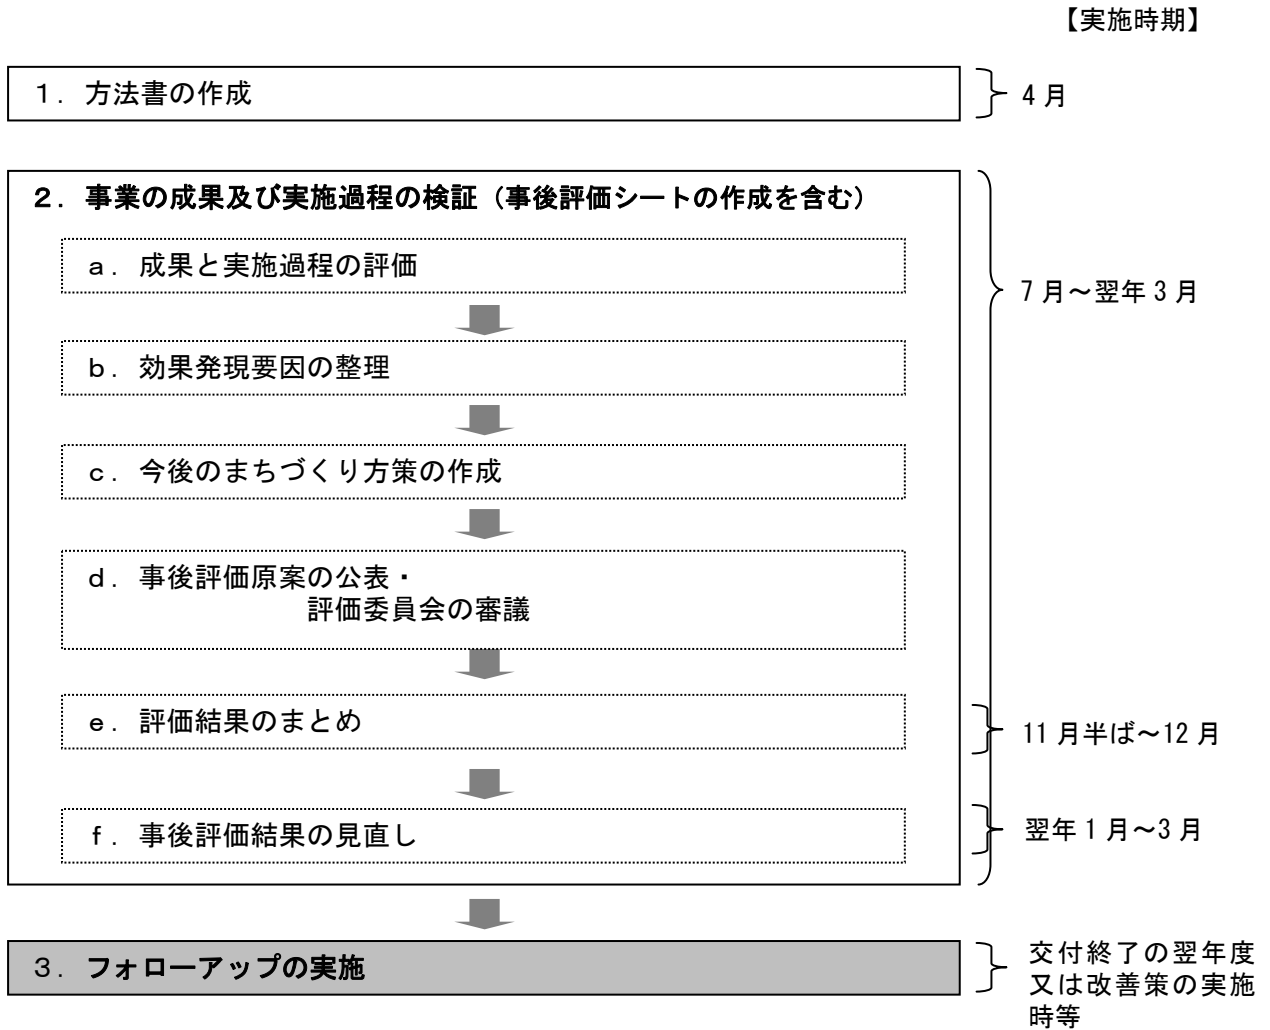 【実施時期】
１．方法書の作成
4月
２．事業の成果及び実施過程の検証（事後評価シートの作成を含む）
ａ．成果と実施過程の評価
7月～翌年3月
ｂ．効果発現要因の整理
ｃ．今後のまちづくり方策の作成
ｄ．事後評価原案の公表・
評価委員会の審議
ｅ．評価結果のまとめ
11月半ば～12月
ｆ．事後評価結果の見直し
翌年1月～3月
３．フォローアップの実施
交付終了の翌年度
又は改善策の実施
時等